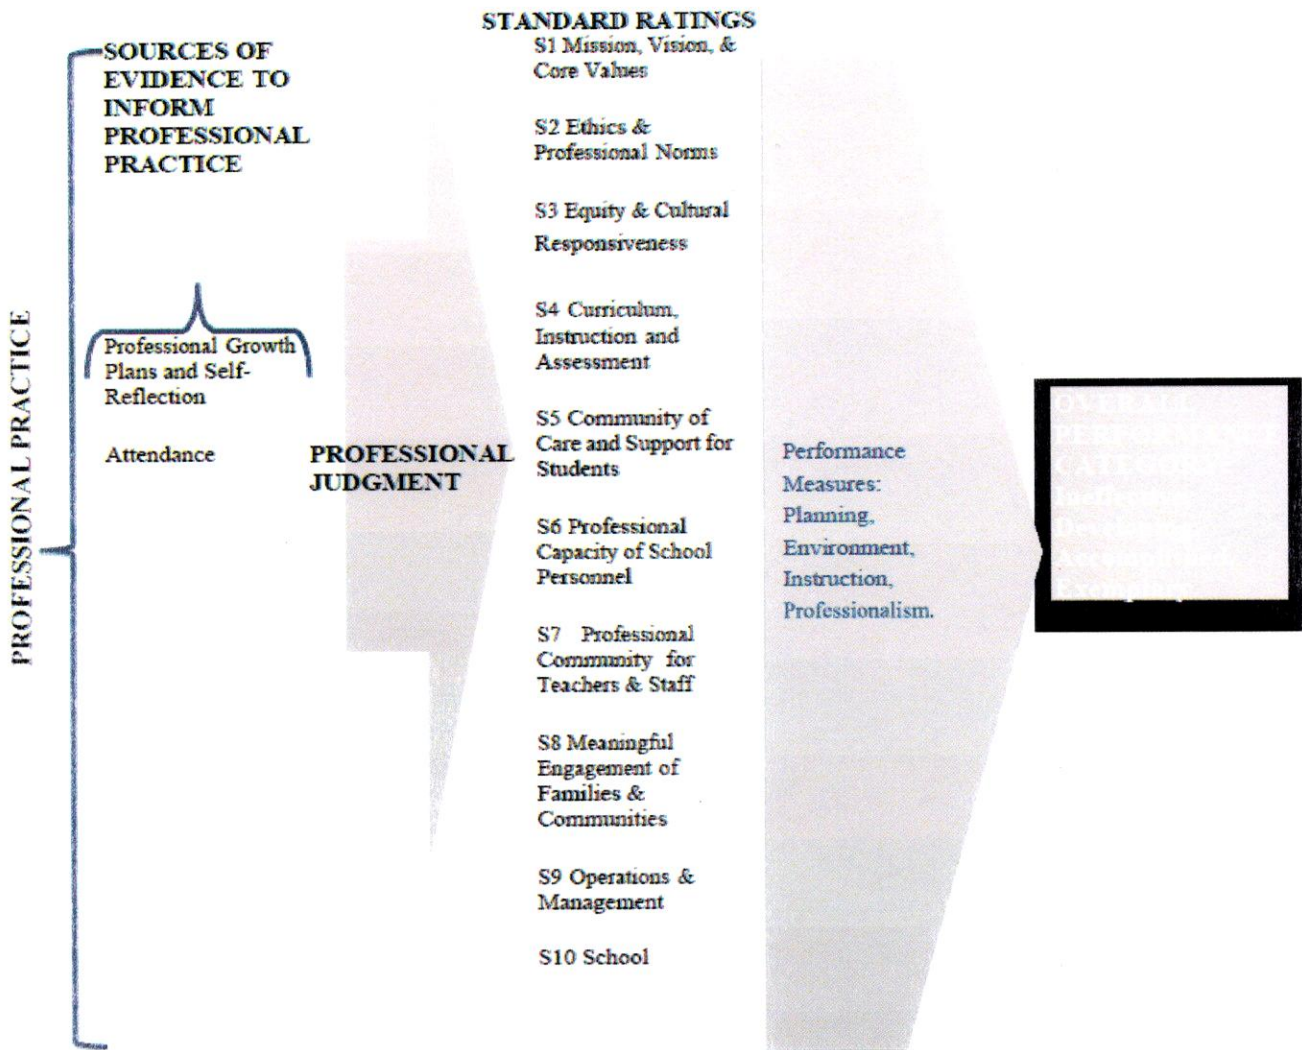 STANDARD RATINGS
SOURCES OF
EVIDENCE TO
INFORM
PROFESSIONAL
PRACTICE
PROFESSIONAL PRACTICE
Professional Growth
Plans and Self-
Reflection
Attendance
PROFESSIONAL
JUDGMENT
S1 Mission, Vision, &
Core Values
S2 Ethics &
Professional Norms
S3 Equity & Cultural
Responsiveness
S4 Curriculum,
Instruction and
Assessment
S5 Community of
Care and Support for
Students
S6 Professional
Capacity of School
Personnel
S7 Professional
Community for
Teachers & Staff
S8 Meaningful
Engagement of
Families &
Communities
S9 Operations &
Management
S10 School
Performance
Measures:
Planning,
Environment,
Instruction,
Professionalism.
OVERALL